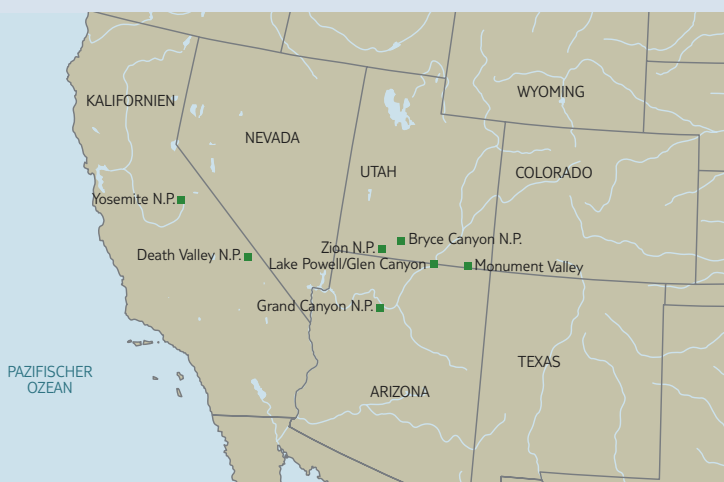 WYOMING
KALIFORNIEN
NEVADA
UTAH
COLORADO
Yosemite N.P.
Bryce Canyon N.P.
Zion N.P.
Death Valley N.P.
Lake Powell/Glen Canyon
Monument Valley
Grand Canyon N.P.
TEXAS
PAZIFISCHER
OZEAN
ARIZONA